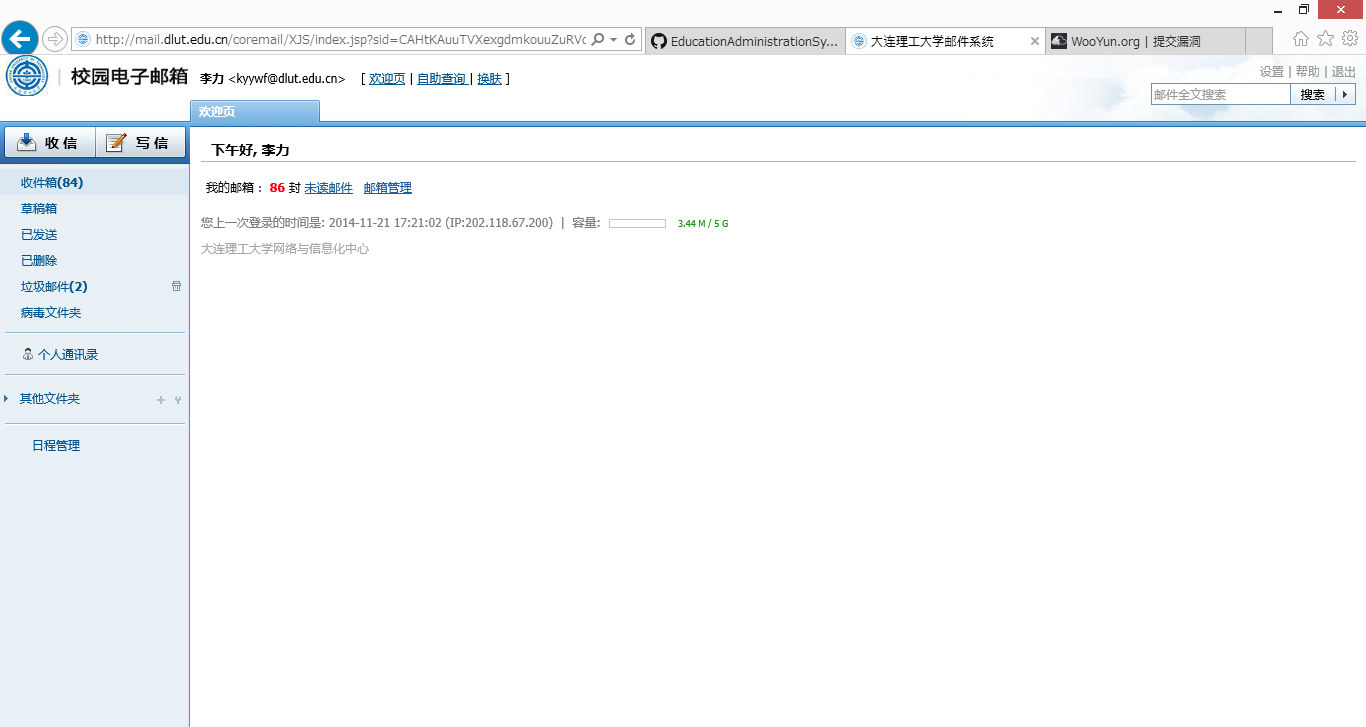 http://mail.dlut.edu.cn/coremail/XJS/index.jsp?sid=CAHtKAuuTVXexgdmkouuZuRVc
EducationAdministrationSy...
大连理工大学邮件系统
WooYun.org | 提交漏洞
校园电子邮箱 李力 <kyywf@dlut.edu.cn> [ 欢迎页 | 自助查询 | 换肤 ]
设置 | 帮助 | 退出
邮件全文搜索 搜索
欢迎页
收信 写信
下午好, 李力
收件箱(84)
草稿箱
已发送
已删除
垃圾邮件(2)
病毒文件夹
个人通讯录
其他文件夹
日程管理
我的邮箱： 86 封 未读邮件 邮箱管理
您上一次登录的时间是: 2014-11-21 17:21:02 (IP:202.118.67.200) | 容量: 3.44 M / 5 G
大连理工大学网络与信息化中心